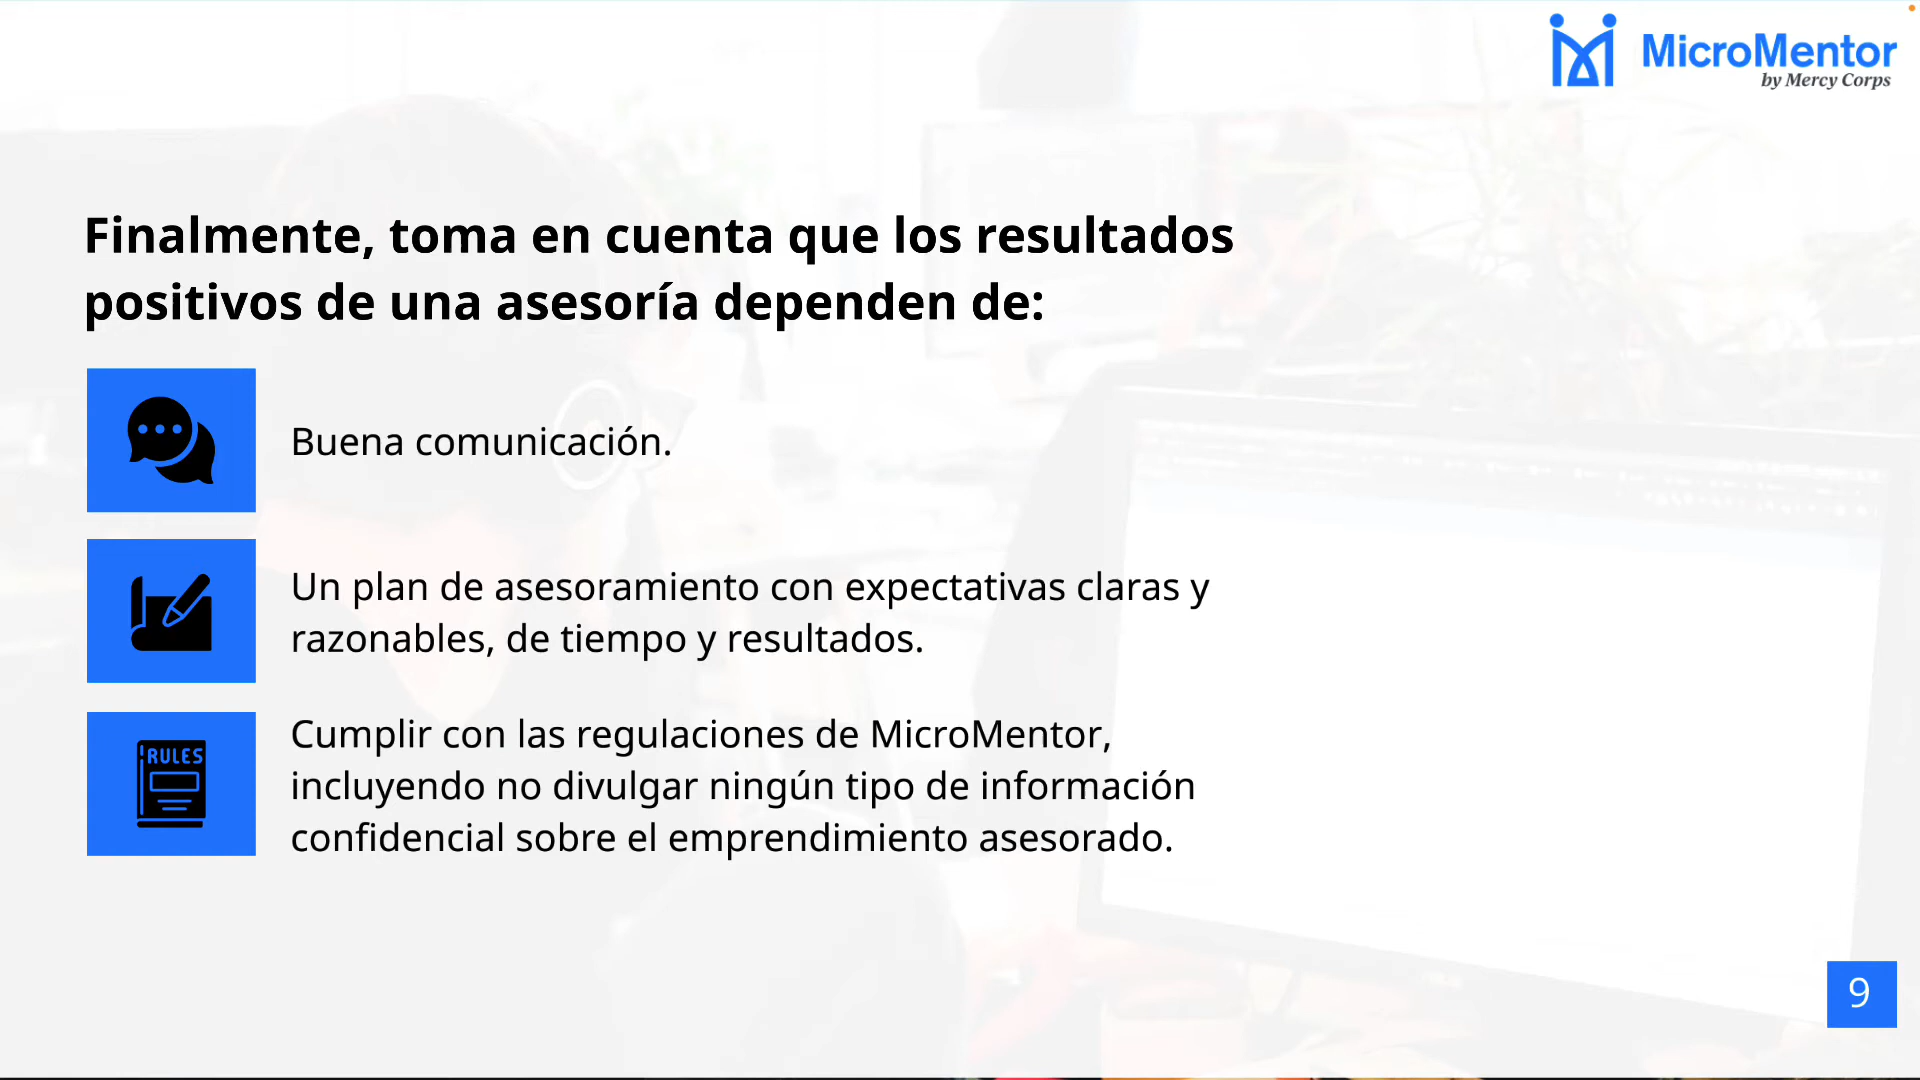 MicroMentor
by Mercy Corps
Finalmente, toma en cuenta que los resultados
positivos de una asesoría dependen de:
Buena comunicación.
Un plan de asesoramiento con expectativas claras y
razonables, de tiempo y resultados.
RULES
Cumplir con las regulaciones de MicroMentor,
incluyendo no divulgar ningún tipo de información
confidencial sobre el emprendimiento asesorado.
9